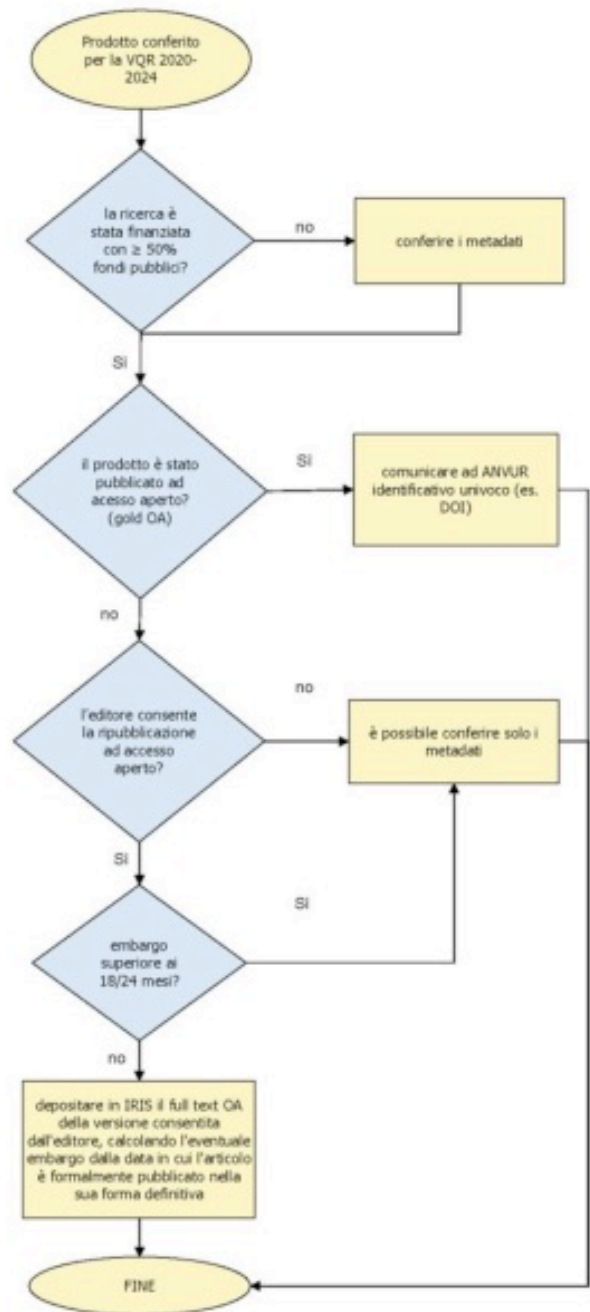 Prodotto conferito
per la VQR 2020-
2024
la ricerca è
stata finanziata
con ≥ 50%
fondi pubblici?
no
conferire i metadati
Si
il prodotto è stato
pubblicato ad
acesso aperto?
(gold OA)
Si
comunicare ad ANVUR
identificativo univoco (es.
DOI)
no
l'editore consente
la ripubblicazione
ad accesso
aperto?
no
è possibile conferire solo i
metadati
Si
embargo
superiore ai
18/24 mesi?
Si
no
depositare in IRIS il full text OA
della versione consentita
dall'editore, calcolando l'eventuale
embargo dalla data in cui l'articolo
è formalmente pubblicato nella
sua forma definitiva
FINE